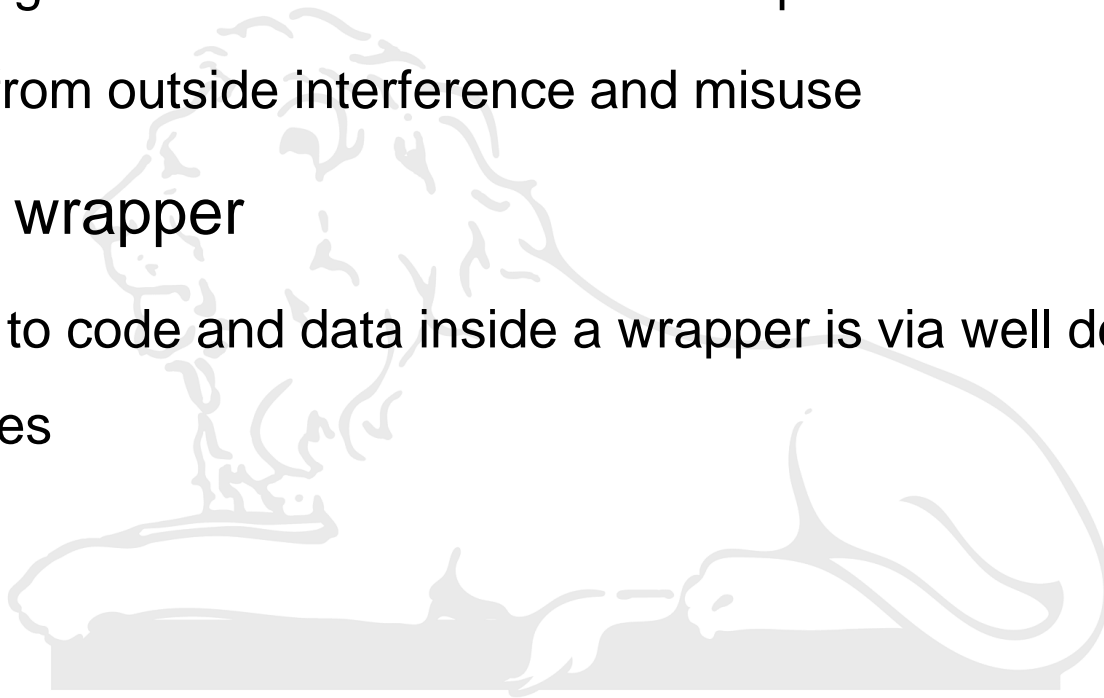 rom outside interference and misuse
wrapper
to code and data inside a wrapper is via well d
es